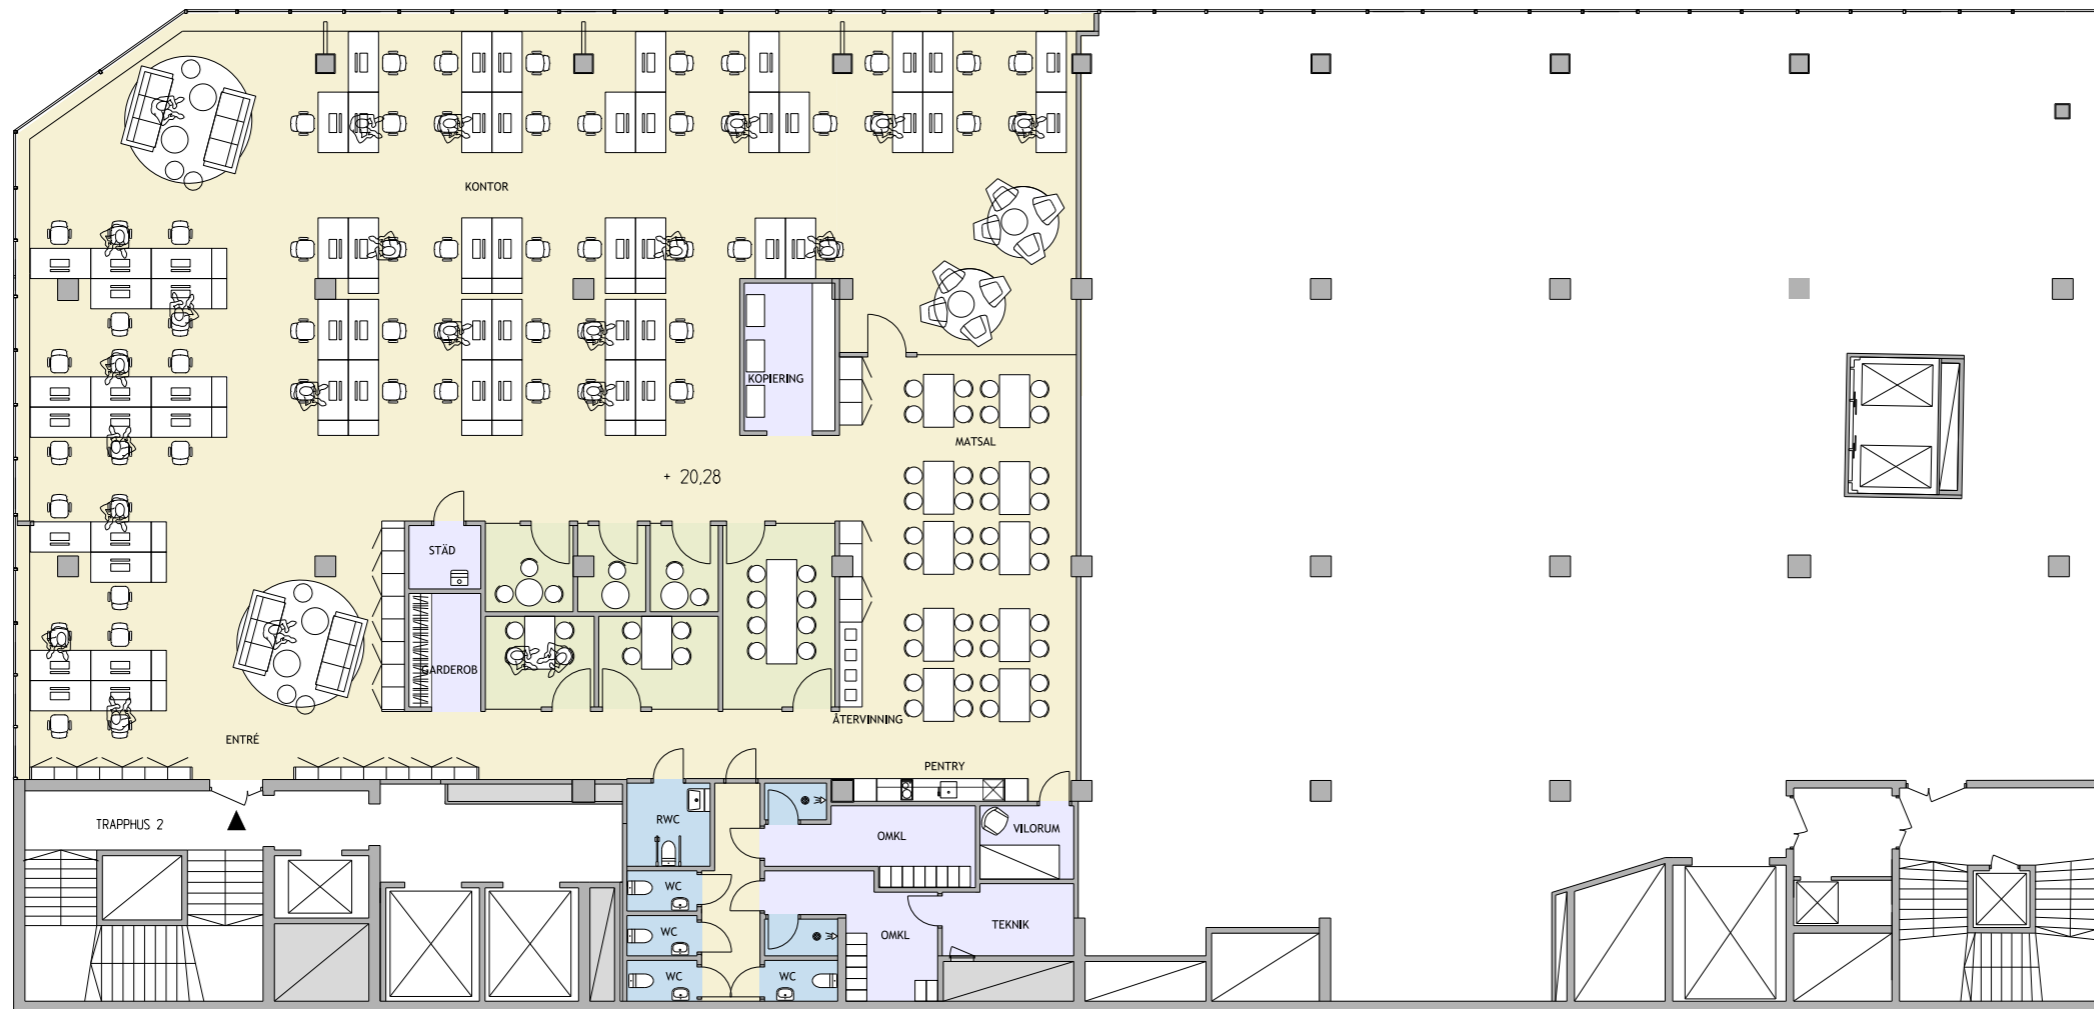 KONTOR
KOPIERING
MATSAL
+ 20,28
STÄD
GARDEROB
ÅTERVINNING
ENTRÉ
PENTRY
TRAPPHUS 2
RWC
OMKL
VILORUM
WC
WC
OMKL
TEKNIK
WC
WC